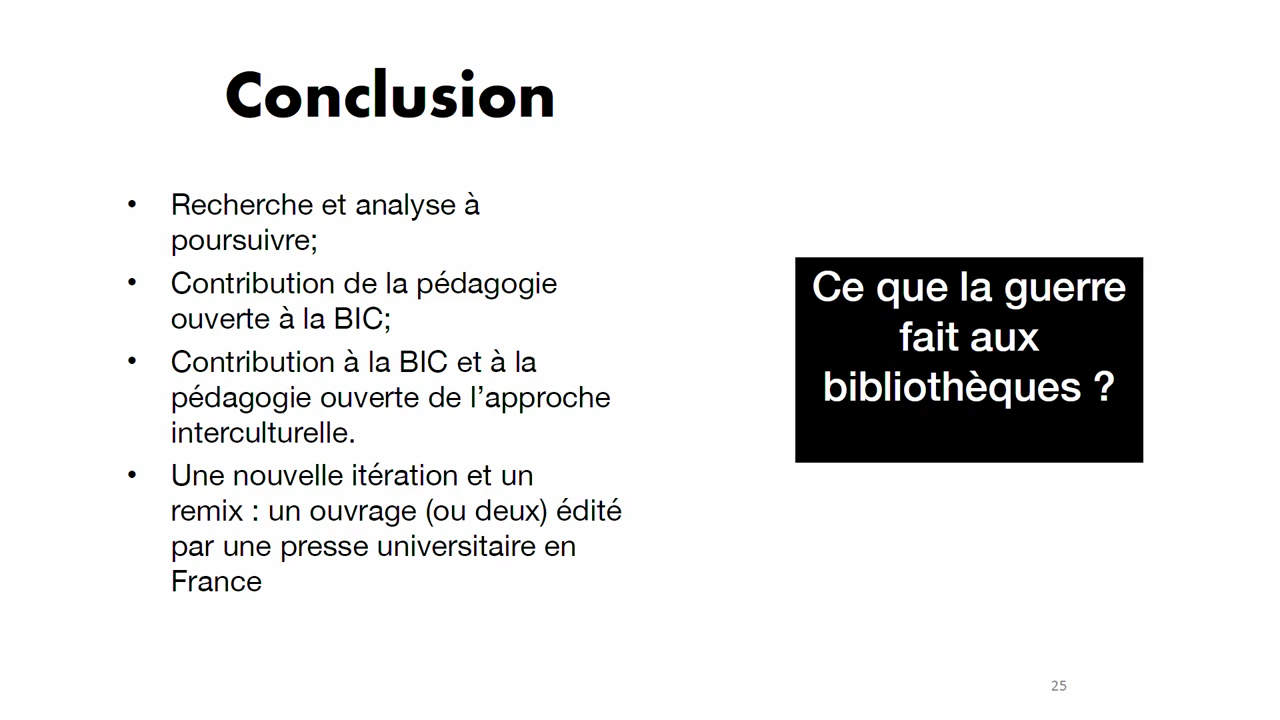 Conclusion
• Recherche et analyse à
poursuivre;
• Contribution de la pédagogie
ouverte à la BIC;
• Contribution à la BIC et à la
pédagogie ouverte de l’approche
interculturelle.
• Une nouvelle itération et un
remix : un ouvrage (ou deux) édité
par une presse universitaire en
France
Ce que la guerre
fait aux
bibliothèques ?
25